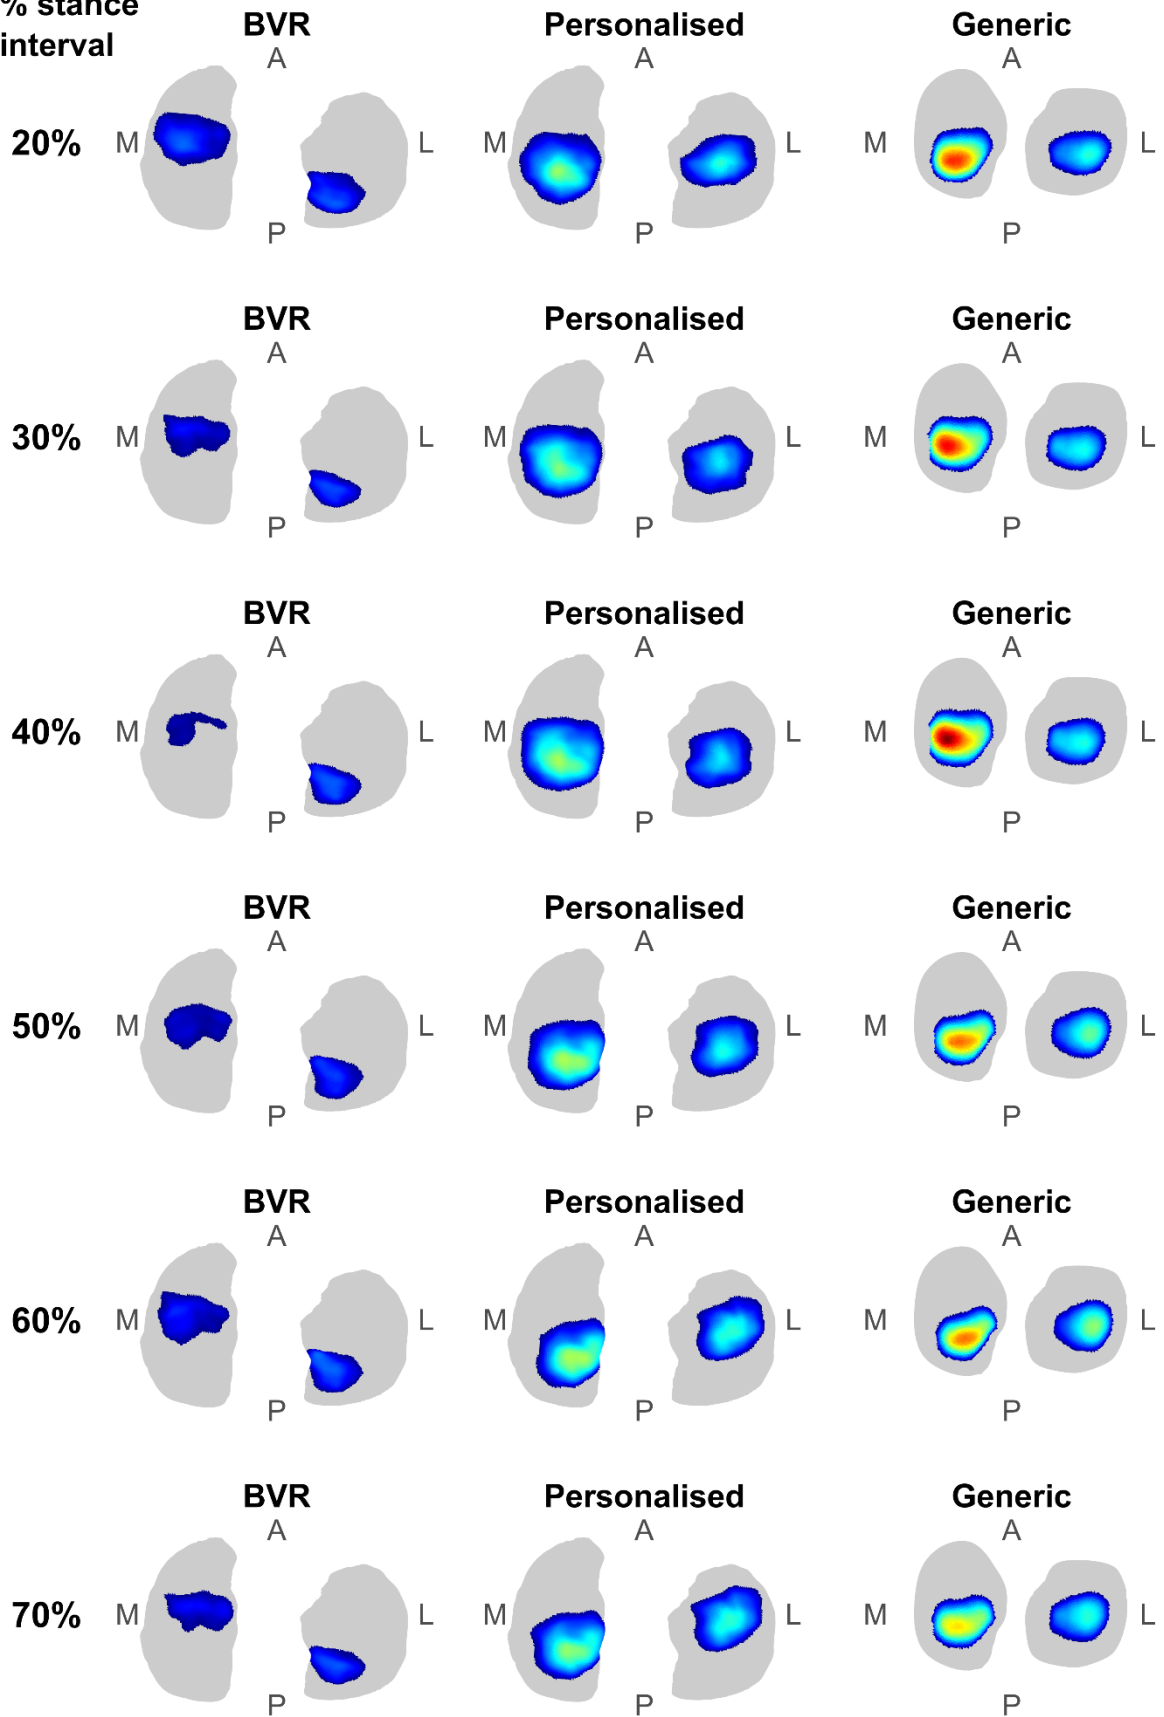 % stance
interval
BVR Personalised Generic
A A A
20% M L M L M L
P P P
BVR Personalised Generic
A A A
30% M L M L M L
P P P
BVR Personalised Generic
A A A
40% M L M L M L
P P P
BVR Personalised Generic
A A A
50% M L M L M L
P P P
BVR Personalised Generic
A A A
60% M L M L M L
P P P
BVR Personalised Generic
A A A
70% M L M L M L
P P P